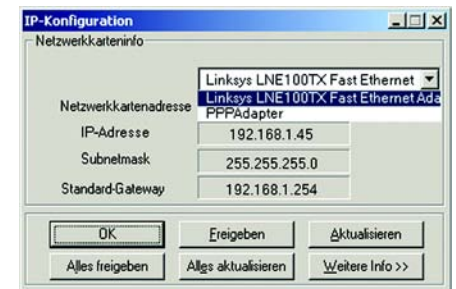 IP-Konfiguration
Netzwerkkarteninfo
Linksys LNE100TX Fast Ethernet
Linksys LNE100TX Fast Ethernet Ada
PPPAdapter
Netzwerkkartenadresse
IP-Adresse 192.168.1.45
Subnetmask 255.255.255.0
Standard-Gateway 192.168.1.254
OK Freigeben Aktualisieren
Alles freigeben Alles aktualisieren Weitere Info >>